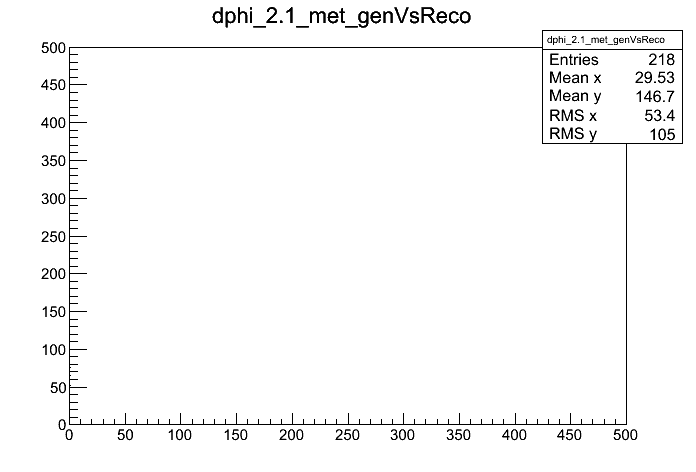 dphi_2.1_met_genVsReco
dphi_2.1_met_genVsReco
Entries 218
Mean x 29.53
Mean y 146.7
RMS x 53.4
RMS y 105
500
450
400
350
300
250
200
150
100
50
0
0 50 100 150 200 250 300 350 400 450 500